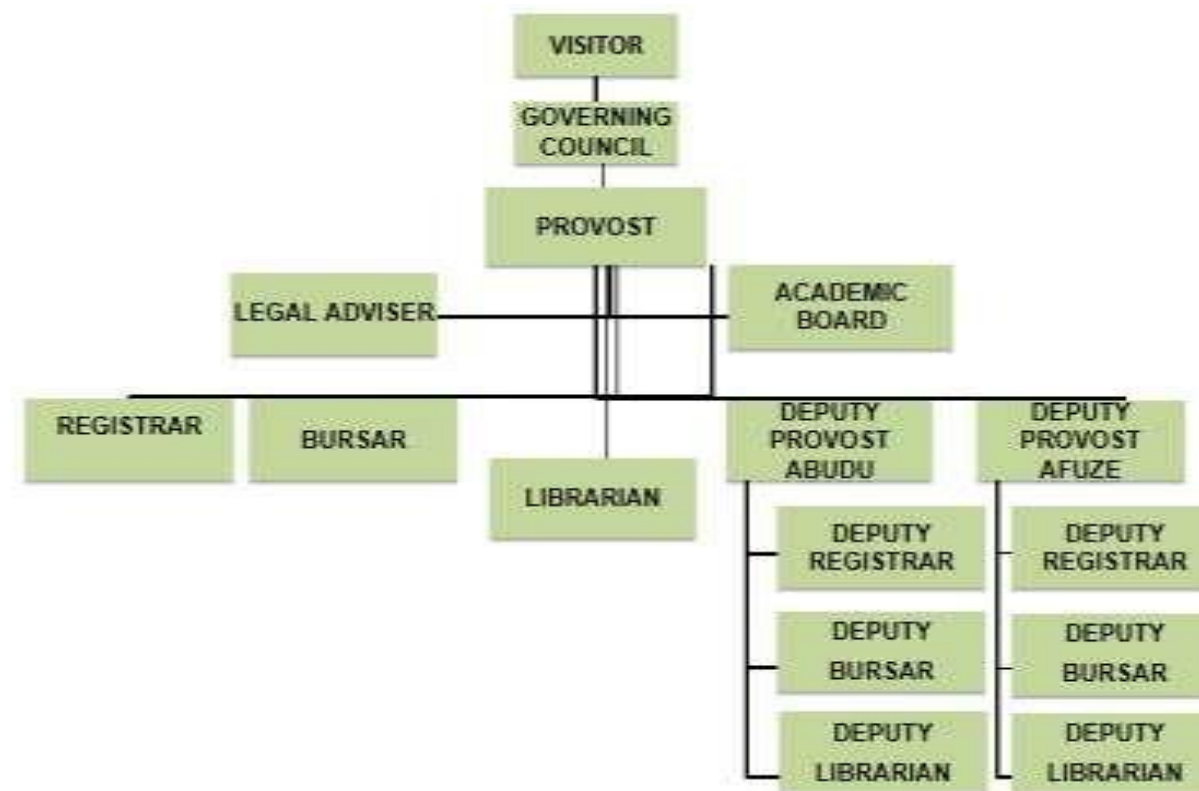 VISITOR
GOVERNING
COUNCIL
PROVOST
LEGAL ADVISER
ACADEMIC
BOARD
REGISTRAR
BURSAR
LIBRARIAN
DEPUTY
PROVOST
ABUDU
DEPUTY
PROVOST
AFUZE
DEPUTY
REGISTRAR
DEPUTY
BURSAR
DEPUTY
LIBRARIAN
DEPUTY
REGISTRAR
DEPUTY
BURSAR
DEPUTY
LIBRARIAN